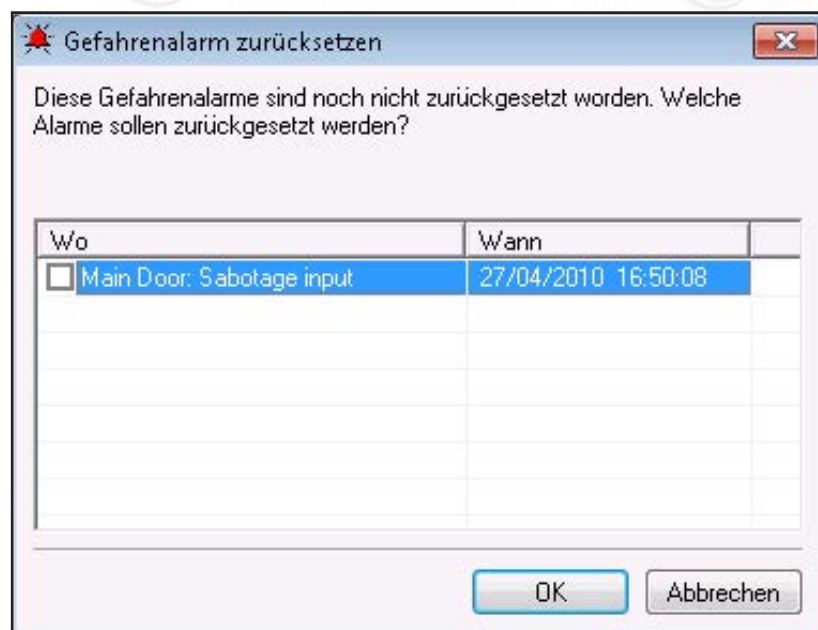 Gefahrenalarm zurücksetzen
Diese Gefahrenalarme sind noch nicht zurückgesetzt worden. Welche
Alarme sollen zurückgesetzt werden?
Wo Wann
Main Door: Sabotage input 27/04/2010 16:50:08
OK Abbrechen